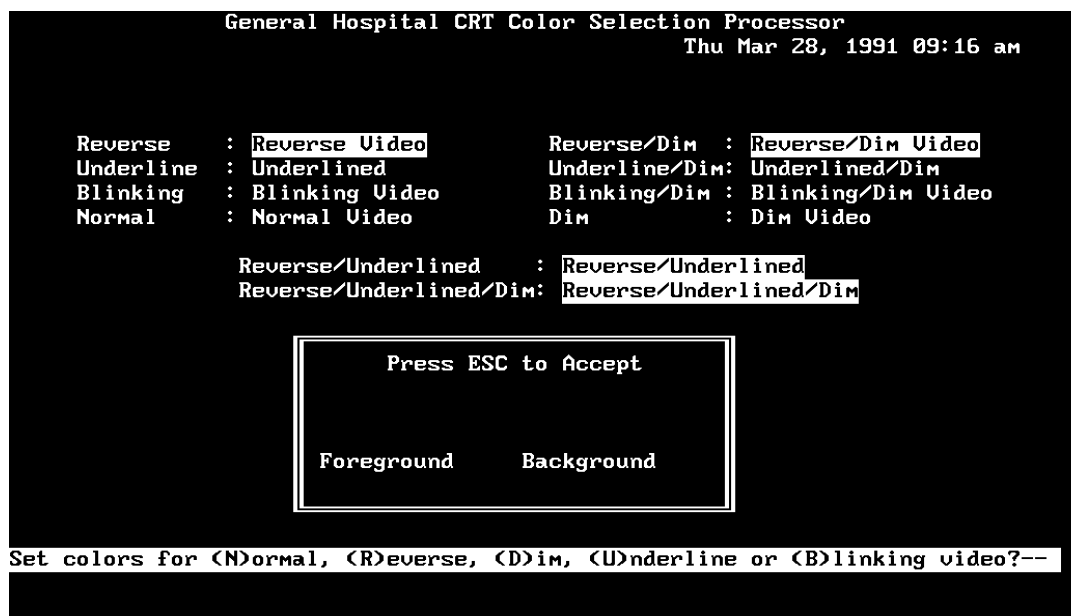 General Hospital CRT Color Selection Processor
Thu Mar 28, 1991 09:16 am
Reverse : Reverse Video Reverse/Dim : Reverse/Dim Video
Underline : Underlined Underline/Dim: Underlined/Dim
Blinking : Blinking Video Blinking/Dim : Blinking/Dim Video
Normal : Normal Video Dim : Dim Video
Reverse/Underlined : Reverse/Underlined
Reverse/Underlined/Dim: Reverse/Underlined/Dim
Press ESC to Accept
Foreground Background
Set colors for (N)ormal, (R)everse, (D)im, (U)nderline or (B)linking video?--